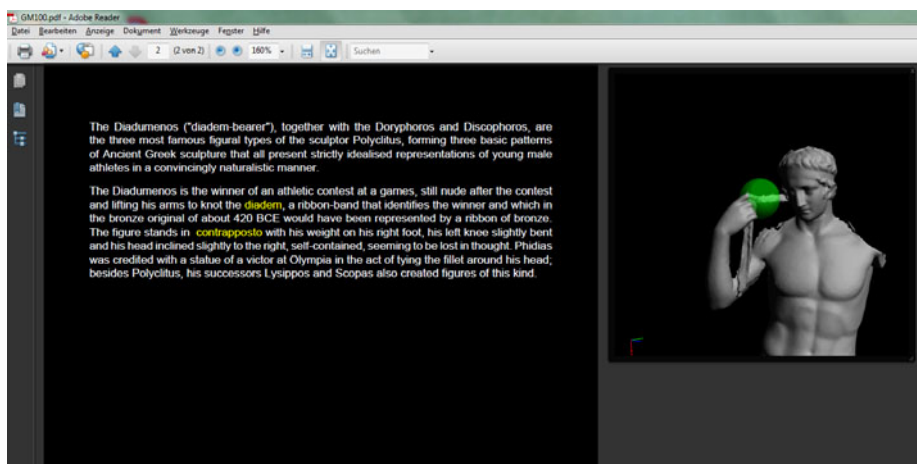 GM100.pdf - Adobe Reader
Datei Bearbeiten Anzeige Dokument Werkzeuge Fenster Hilfe
2 (2 von 2) 160% Suchen
The Diadumenos ("diadem-bearer"), together with the Doryphoros and Discophoros, are
the three most famous figural types of the sculptor Polyclitus, forming three basic patterns
of Ancient Greek sculpture that all present strictly idealised representations of young male
athletes in a convincingly naturalistic manner.
The Diadumenos is the winner of an athletic contest at a games, still nude after the contest
and lifting his arms to knot the diadem, a ribbon-band that identifies the winner and which in
the bronze original of about 420 BCE would have been represented by a ribbon of bronze.
The figure stands in contrapposto with his weight on his right foot, his left knee slightly bent
and his head inclined slightly to the right, self-contained, seeming to be lost in thought. Phidias
was credited with a statue of a victor at Olympia in the act of tying the fillet around his head;
besides Polyclitus, his successors Lysippos and Scopas also created figures of this kind.